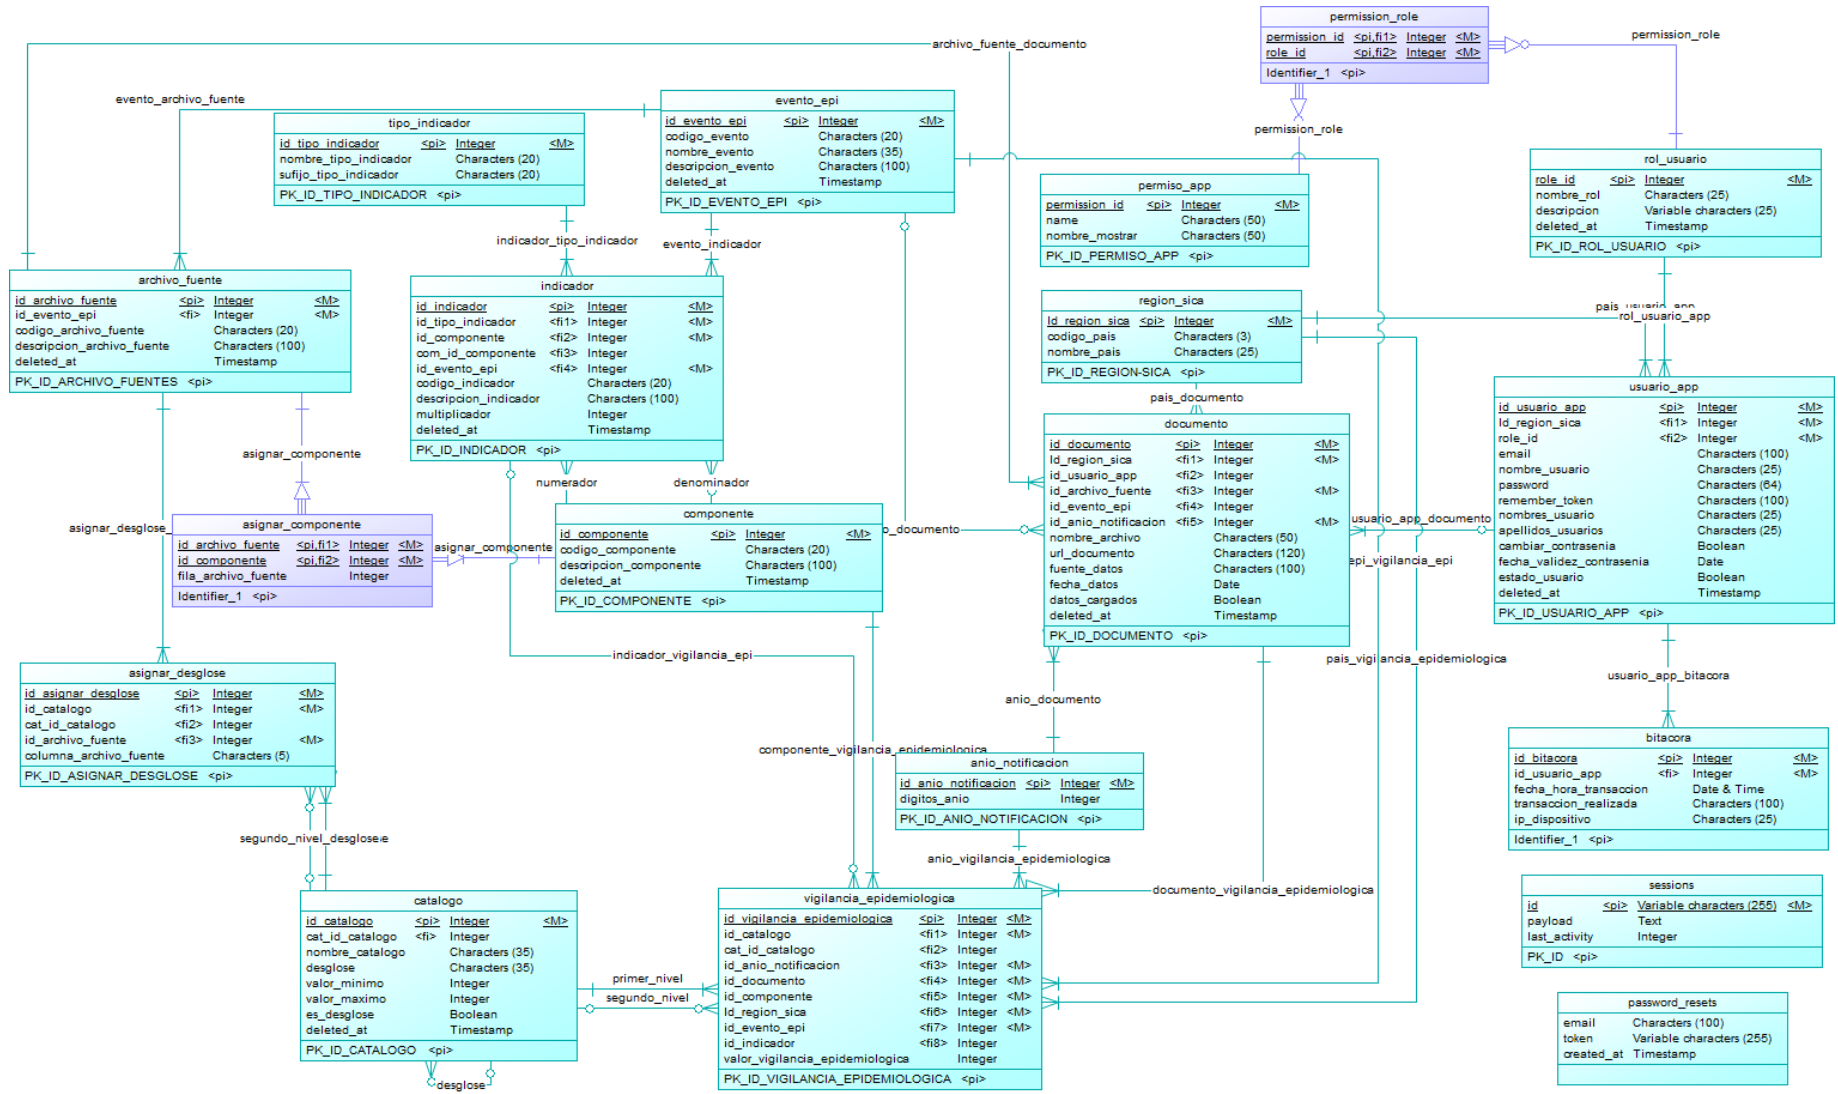 permission_role
permission_id <pi,fi1> Integer <M>
role_id <pi,fi2> Integer <M>
Identifier_1 <pi>
permission_role
permission_role
archivo_fuente_documento
evento_archivo_fuente
tipo_indicador
id_tipo_indicador <pi> Integer <M>
nombre_tipo_indicador Characters (20)
sufijo_tipo_indicador Characters (20)
PK_ID_TIPO_INDICADOR <pi>
evento_epi
id_evento_epi <pi> Integer <M>
codigo_evento Characters (20)
nombre_evento Characters (35)
descripcion_evento Characters (100)
deleted_at Timestamp
PK_ID_EVENTO_EPI <pi>
permiso_app
permission_id <pi> Integer <M>
name Characters (50)
nombre_mostrar Characters (50)
PK_ID_PERMISO_APP <pi>
rol_usuario
role_id <pi> Integer <M>
nombre_rol Characters (25)
descripcion Variable characters (25)
deleted_at Timestamp
PK_ID_ROL_USUARIO <pi>
indicador_tipo_indicador
evento_indicador
archivo_fuente
id_archivo_fuente <pi> Integer <M>
id_evento_epi <fi> Integer <M>
codigo_archivo_fuente Characters (20)
descripcion_archivo_fuente Characters (100)
deleted_at Timestamp
PK_ID_ARCHIVO_FUENTES <pi>
indicador
id_indicador <pi> Integer <M>
id_tipo_indicador <fi1> Integer <M>
id_componente <fi2> Integer <M>
com_id_componente <fi3> Integer
id_evento_epi <fi4> Integer <M>
codigo_indicador Characters (20)
descripcion_indicador Characters (100)
multiplicador Integer
deleted_at Timestamp
PK_ID_INDICADOR <pi>
region_sica
Id_region_sica <pi> Integer <M>
codigo_pais Characters (3)
nombre_pais Characters (25)
PK_ID_REGION-SICA <pi>
pais_usuario_app
rol_usuario_app
pais_documento
documento
id_documento <pi> Integer <M>
Id_region_sica <fi1> Integer <M>
id_usuario_app <fi2> Integer
id_archivo_fuente <fi3> Integer <M>
id_evento_epi <fi4> Integer
id_anio_notificacion <fi5> Integer <M>
nombre_archivo Characters (50)
url_documento Characters (120)
fuente_datos Characters (100)
fecha_datos Date
datos_cargados Boolean
deleted_at Timestamp
PK_ID_DOCUMENTO <pi>
usuario_app
id_usuario_app <pi> Integer <M>
Id_region_sica <fi1> Integer <M>
role_id <fi2> Integer <M>
email Characters (100)
nombre_usuario Characters (25)
password Characters (64)
remember_token Characters (100)
nombres_usuario Characters (25)
apellidos_usuarios Characters (25)
cambiar_contrasenia Boolean
fecha_validez_contrasenia Date
estado_usuario Boolean
deleted_at Timestamp
PK_ID_USUARIO_APP <pi>
asignar_componente
numerador
denominador
asignar_desglose
asignar_componente
id_archivo_fuente <pi,fi1> Integer <M>
id_componente <pi,fi2> Integer <M>
fila_archivo_fuente Integer
Identifier_1 <pi>
asignar_componente
componente
id_componente <pi> Integer <M>
codigo_componente Characters (20)
descripcion_componente Characters (100)
deleted_at Timestamp
PK_ID_COMPONENTE <pi>
o_documento
usuario_app_documento
epi_vigilancia_epi
indicador_vigilancia_epi
pais_vigilancia_epidemiologica
usuario_app_bitacora
asignar_desglose
id_asignar_desglose <pi> Integer <M>
id_catalogo <fi1> Integer <M>
cat_id_catalogo <fi2> Integer
id_archivo_fuente <fi3> Integer <M>
columna_archivo_fuente Characters (5)
PK_ID_ASIGNAR_DESGLOSE <pi>
anio_documento
componente_vigilancia_epidemiologica
anio_notificacion
id_anio_notificacion <pi> Integer <M>
digitos_anio Integer
PK_ID_ANIO_NOTIFICACION <pi>
bitacora
id_bitacora <pi> Integer <M>
id_usuario_app <fi> Integer <M>
fecha_hora_transaccion Date & Time
transaccion_realizada Characters (100)
ip_dispositivo Characters (25)
Identifier_1 <pi>
segundo_nivel_desglose
anio_vigilancia_epidemiologica
documento_vigilancia_epidemiologica
catalogo
id_catalogo <pi> Integer <M>
cat_id_catalogo <fi> Integer
nombre_catalogo Characters (35)
desglose Characters (35)
valor_minimo Integer
valor_maximo Integer
es_desglose Boolean
deleted_at Timestamp
PK_ID_CATALOGO <pi>
desglose
primer_nivel
segundo_nivel
vigilancia_epidemiologica
id_vigilancia_epidemiologica <pi> Integer <M>
id_catalogo <fi1> Integer <M>
cat_id_catalogo <fi2> Integer
id_anio_notificacion <fi3> Integer <M>
id_documento <fi4> Integer <M>
id_componente <fi5> Integer <M>
Id_region_sica <fi6> Integer <M>
id_evento_epi <fi7> Integer <M>
id_indicador <fi8> Integer
valor_vigilancia_epidemiologica Integer
PK_ID_VIGILANCIA_EPIDEMIOLOGICA <pi>
sessions
id <pi> Variable characters (255) <M>
payload Text
last_activity Integer
PK_ID <pi>
password_resets
email Characters (100)
token Variable characters (255)
created_at Timestamp